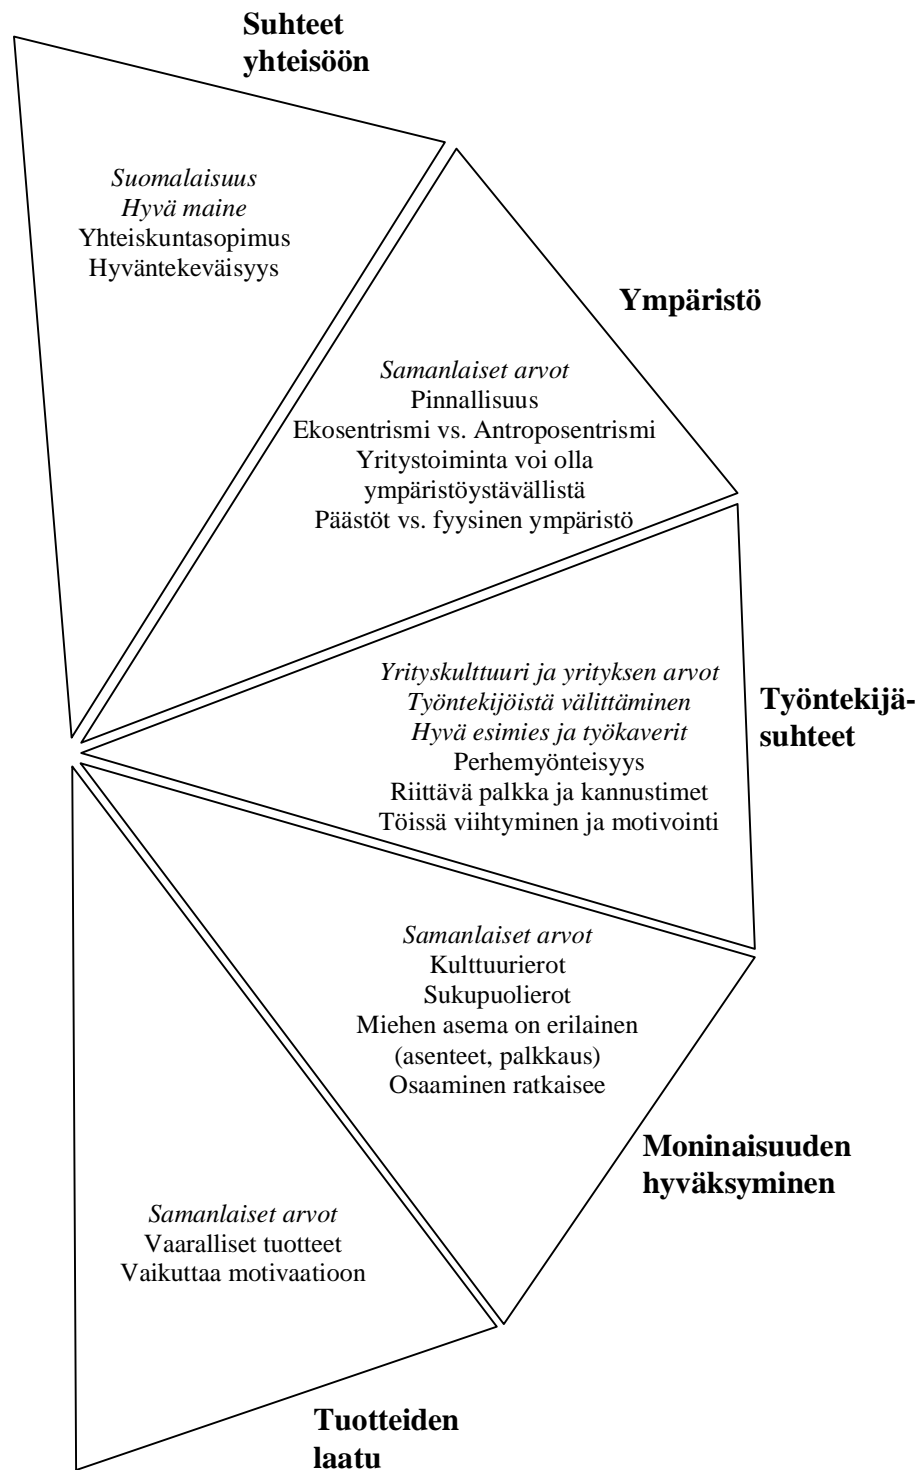 Suhteet
yhteisöön
Suomalaisuus
Hyvä maine
Yhteiskuntasopimus
Hyväntekeväisyys
Ympäristö
Samanlaiset arvot
Pinnallisuus
Ekosentrismi vs. Antroposentrismi
Yritystoiminta voi olla
ympäristöystävällistä
Päästöt vs. fyysinen ympäristö
Yrityskulttuuri ja yrityksen arvot
Työntekijöistä välittäminen
Hyvä esimies ja työkaverit
Perhemyönteisyys
Riittävä palkka ja kannustimet
Töissä viihtyminen ja motivointi
Työntekijä-
suhteet
Samanlaiset arvot
Kulttuurierot
Sukupuolierot
Miehen asema on erilainen
(asenteet, palkkaus)
Osaaminen ratkaisee
Moninaisuuden
hyväksyminen
Samanlaiset arvot
Vaaralliset tuotteet
Vaikuttaa motivaatioon
Tuotteiden
laatu